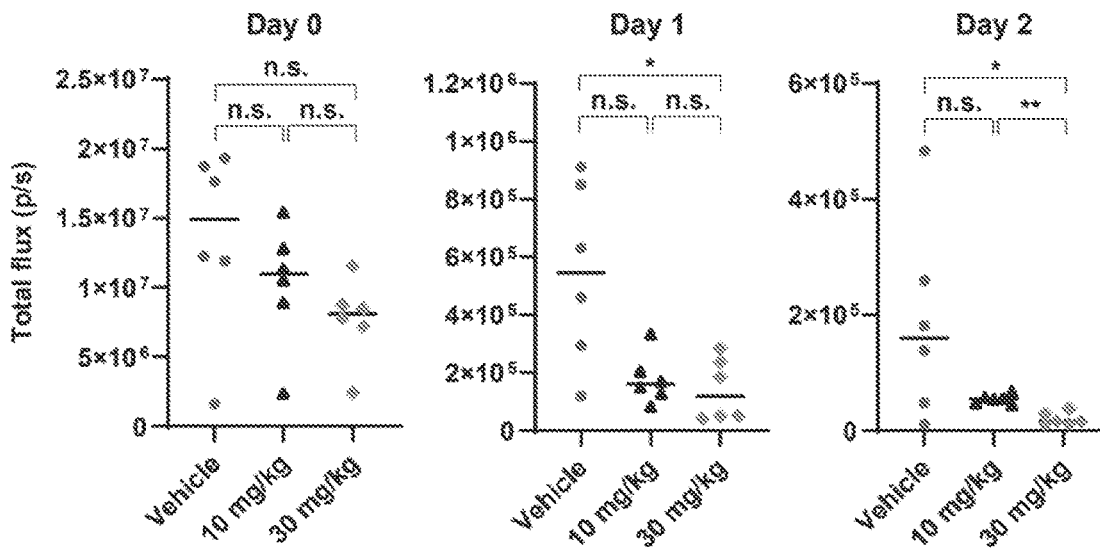 Day 0
Day 1
Day 2
Total flux (p/s)
2.5×10⁷
2×10⁷
1.5×10⁷
1×10⁷
5×10⁶
0
n.s.
n.s.
n.s.
Vehicle
10 mg/kg
30 mg/kg
1.2×10⁶
1×10⁶
8×10⁵
6×10⁵
4×10⁵
2×10⁵
0
*
n.s.
n.s.
Vehicle
10 mg/kg
30 mg/kg
6×10⁵
4×10⁵
2×10⁵
0
*
n.s.
**
Vehicle
10 mg/kg
30 mg/kg